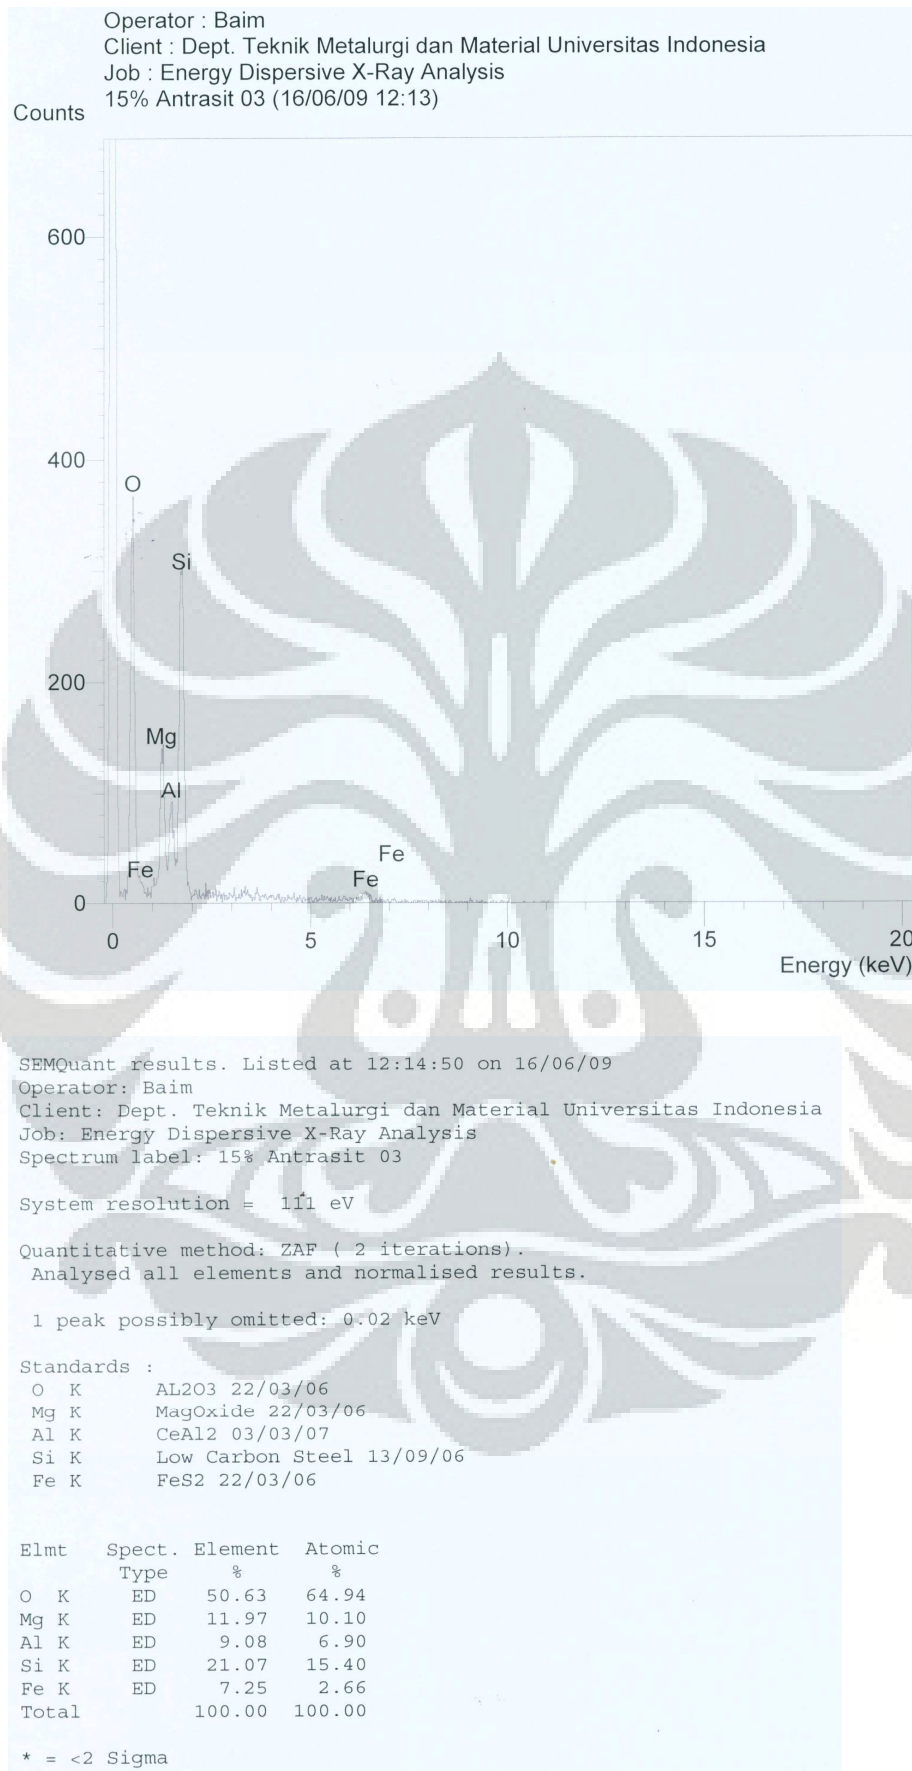 Operator : Baim
Client : Dept. Teknik Metalurgi dan Material Universitas Indonesia
Job : Energy Dispersive X-Ray Analysis
15% Antrasit 03 (16/06/09 12:13)
Counts
600
400
O
Si
200
Mg
Al
Fe
Fe
Fe
0
0 5 10 15 20
Energy (keV)
SEMQuant results. Listed at 12:14:50 on 16/06/09
Operator: Baim
Client: Dept. Teknik Metalurgi dan Material Universitas Indonesia
Job: Energy Dispersive X-Ray Analysis
Spectrum label: 15% Antrasit 03
System resolution = 111 eV
Quantitative method: ZAF ( 2 iterations).
Analysed all elements and normalised results.
1 peak possibly omitted: 0.02 keV
Standards :
O K AL2O3 22/03/06
Mg K MagOxide 22/03/06
Al K CeAl2 03/03/07
Si K Low Carbon Steel 13/09/06
Fe K FeS2 22/03/06
Elmt Spect. Element Atomic
Type % %
O K ED 50.63 64.94
Mg K ED 11.97 10.10
Al K ED 9.08 6.90
Si K ED 21.07 15.40
Fe K ED 7.25 2.66
Total 100.00 100.00
* = <2 Sigma